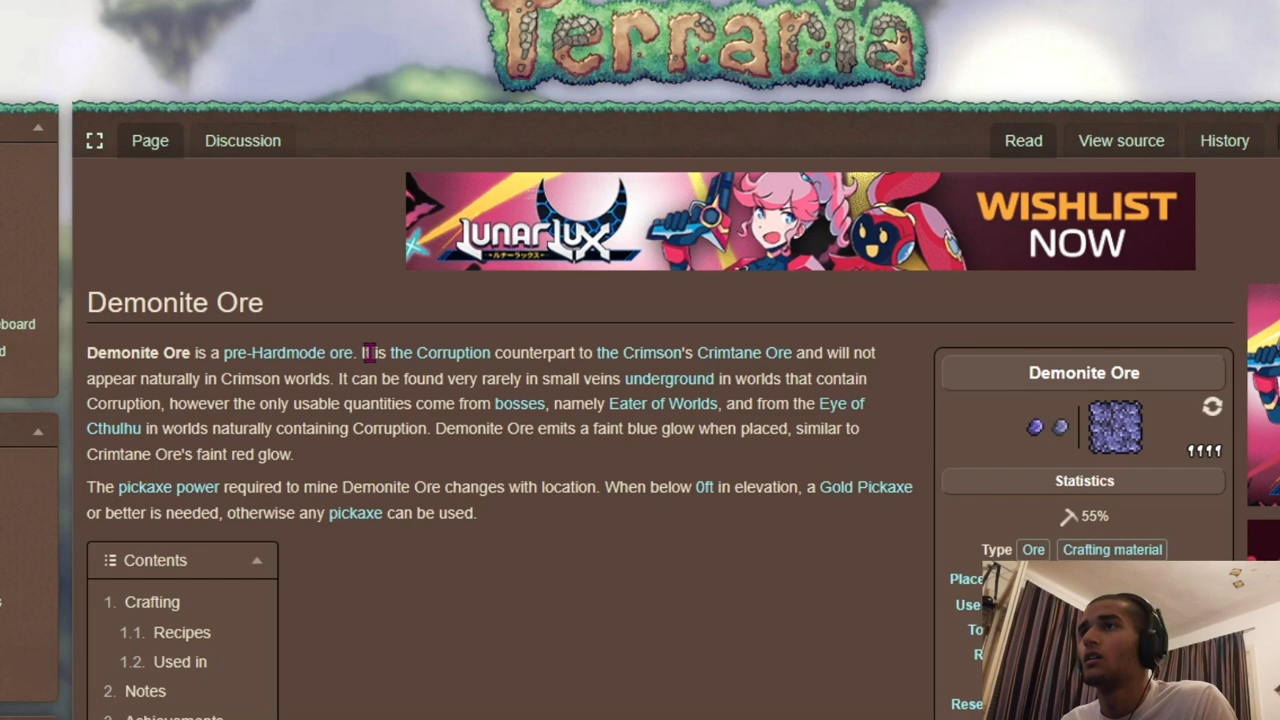 Terraria
Page
Discussion
Read
View source
History
LUNAR LUX
WISHLIST
NOW
Demonite Ore
Demonite Ore is a pre-Hardmode ore. It is the Corruption counterpart to the Crimson's Crimtane Ore and will not
appear naturally in Crimson worlds. It can be found very rarely in small veins underground in worlds that contain
Corruption, however the only usable quantities come from bosses, namely Eater of Worlds, and from the Eye of
Cthulhu in worlds naturally containing Corruption. Demonite Ore emits a faint blue glow when placed, similar to
Crimtane Ore's faint red glow.
The pickaxe power required to mine Demonite Ore changes with location. When below 0ft in elevation, a Gold Pickaxe
or better is needed, otherwise any pickaxe can be used.
Contents
1. Crafting
1.1. Recipes
1.2. Used in
2. Notes
Demonite Ore
Statistics
55%
Type Ore Crafting material